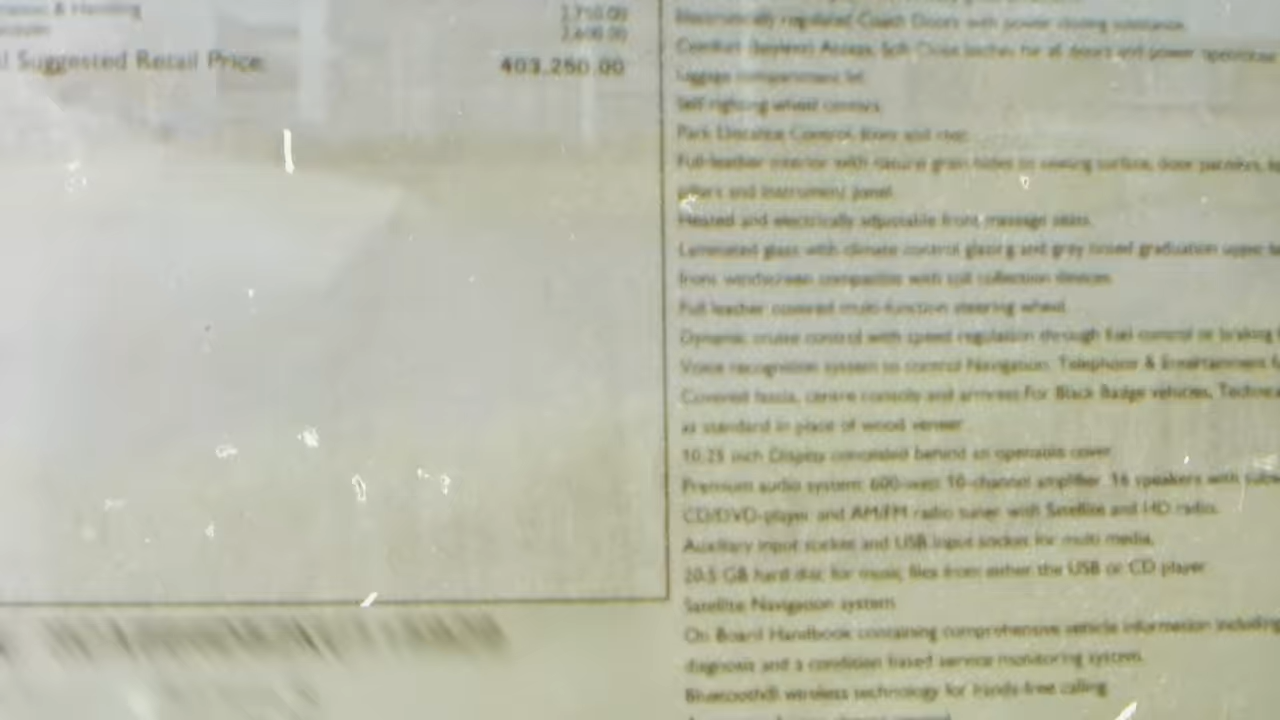 & Handling
2,750.00
2,600.00
Suggested Retail Price:
403,250.00
Electronically regulated Coach Doors with power closing assistance
Comfort (keyless) Access, Soft Close latches for all doors and power operated
luggage compartment lid
Self righting wheel centres
Park Distance Control, front and rear
Full-leather interior with natural grain hides to seating surface, door panniers,
pillars and instrument panel
Heated and electrically adjustable front massage seats
Laminated glass with climate control glazing and grey tinted graduation upper
front windscreen compatible with toll collection devices
Full leather covered multi-function steering wheel
Dynamic cruise control with speed regulation through fuel control or braking
Voice recognition system to control Navigation, Telephone & Entertainment
Covered fascia, centre console and armrest For Black Badge vehicles,
as standard in place of wood veneer
10.25 inch Display concealed behind an openable cover
Premium audio system: 600-watt 10-channel amplifier 16 speakers with
CD/DVD-player and AM/FM radio tuner with Satellite and HD radio.
Auxiliary input socket and USB input socket for multi media.
20.5 GB hard disc for music files from either the USB or CD player
Satellite Navigation system
On Board Handbook containing comprehensive vehicle information including
diagnosis and a condition based service monitoring system.
Bluetooth® wireless technology for hands-free calling